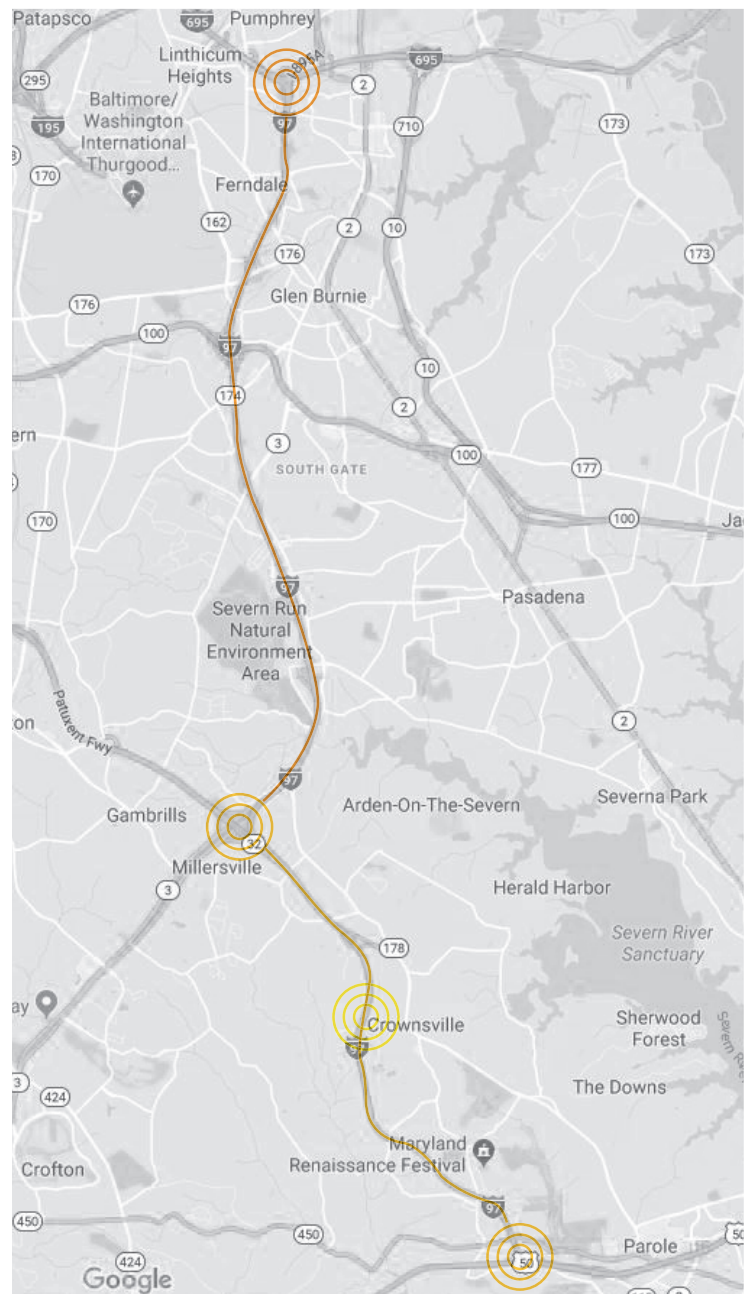 Patapsco
695
Pumphrey
Linthicum
Heights
895A
695
295
2
Baltimore/
Washington
International
Thurgood...
195
97
710
173
170
Ferndale
162
2
10
176
173
Glen Burnie
176
100
97
10
174
2
ern
3
100
SOUTH GATE
177
170
100
Ja
97
Pasadena
Severn Run
Natural
Environment
Area
Patuxent Fwy
ton
2
97
Arden-On-The-Severn
Severna Park
Gambrills
32
Millersville
3
Herald Harbor
178
Severn River
Sanctuary
ay
Crownsville
Sherwood
Forest
97
3
424
The Downs
Maryland
Renaissance Festival
Crofton
97
450
450
50
Parole
50
424
Google